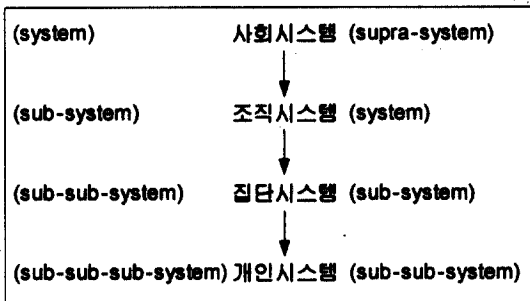 (system) 사회시스템 (supra-system)
(sub-system) 조직시스템 (system)
(sub-sub-system) 집단시스템 (sub-system)
(sub-sub-sub-system) 개인시스템 (sub-sub-system)